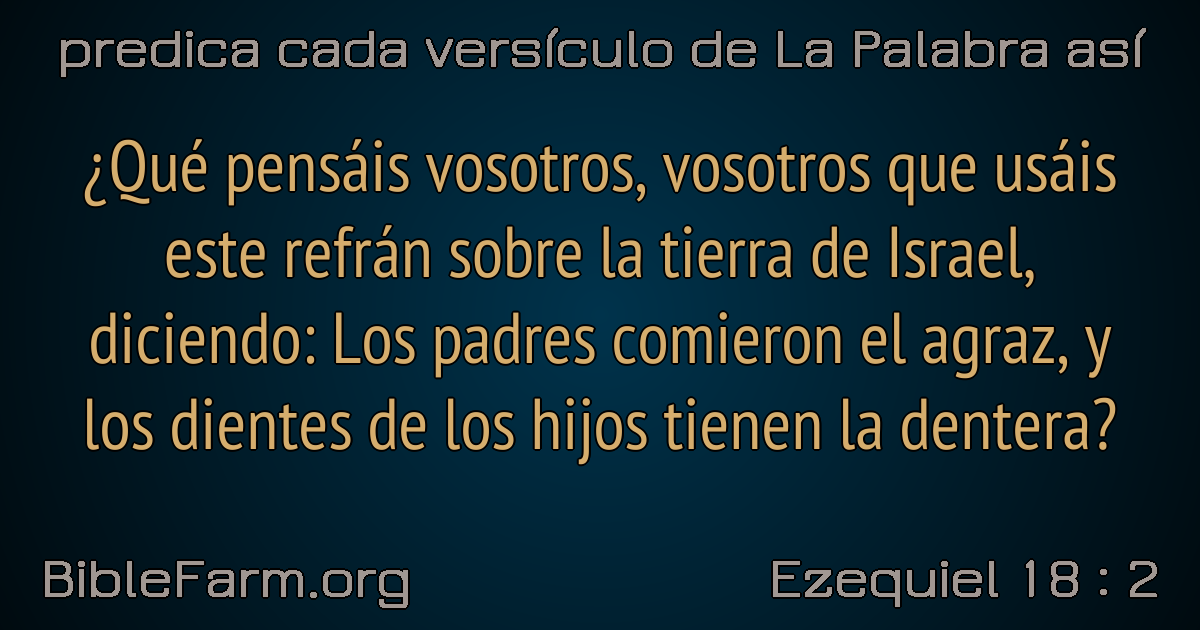 predica cada versículo de La Palabra así
¿Qué pensáis vosotros, vosotros que usáis
este refrán sobre la tierra de Israel,
diciendo: Los padres comieron el agraz, y
los dientes de los hijos tienen la dentera?
BibleFarm.org
Ezequiel 18 : 2